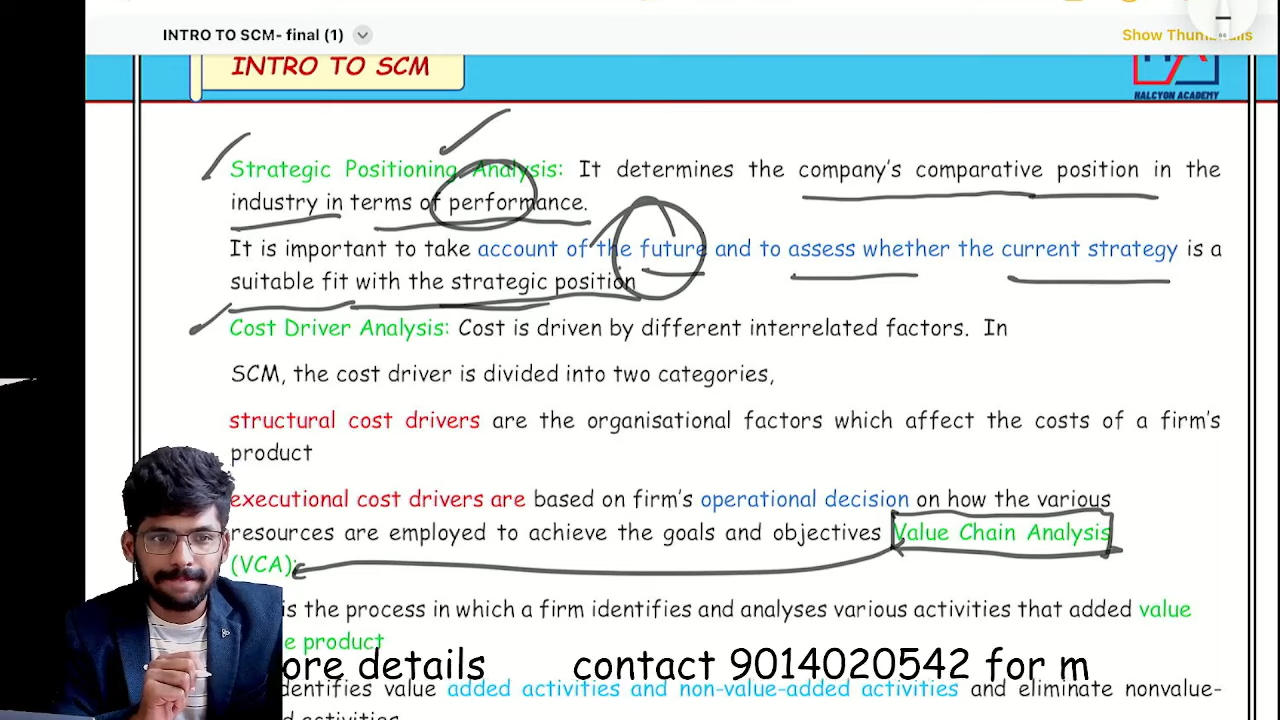 INTRO TO SCM- final (1)
Show Thum
INTRO TO SCM
HALCYON ACADEMY
Strategic Positioning Analysis: It determines the company's comparative position in the
industry in terms of performance.
It is important to take account of the future and to assess whether the current strategy is a
suitable fit with the strategic position
Cost Driver Analysis: Cost is driven by different interrelated factors. In
SCM, the cost driver is divided into two categories,
structural cost drivers are the organisational factors which affect the costs of a firm's
product
executional cost drivers are based on firm's operational decision on how the various
resources are employed to achieve the goals and objectives Value Chain Analysis
(VCA):
is the process in which a firm identifies and analyses various activities that added value
e product
ore details contact 9014020542 for m
dentifies value added activities and non-value-added activities and eliminate nonvalue-
d activities